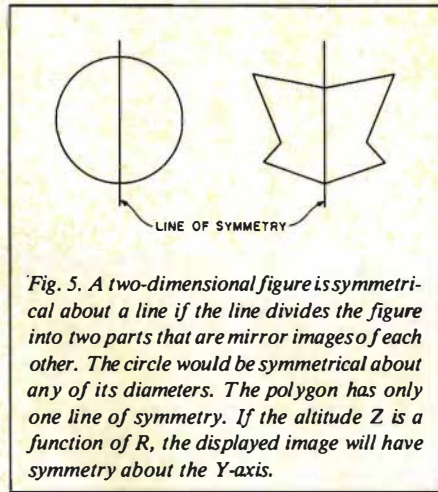 LINE OF SYMMETRY
Fig. 5. A two-dimensional figure is symmetri-
cal about a line if the line divides the figure
into two parts that are mirror images of each
other. The circle would be symmetrical about
any of its diameters. The polygon has only
one line of symmetry. If the altitude Z is a
function of R, the displayed image will have
symmetry about the Y-axis.